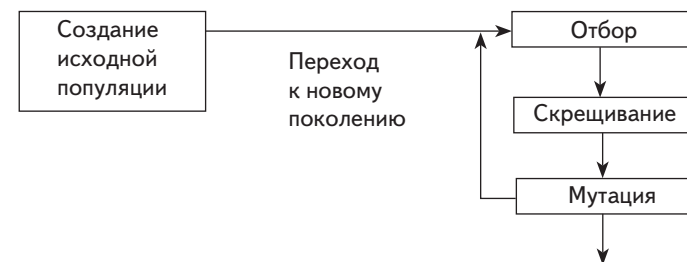 Создание
исходной
популяции
Переход
к новому
поколению
Отбор
Скрещивание
Мутация